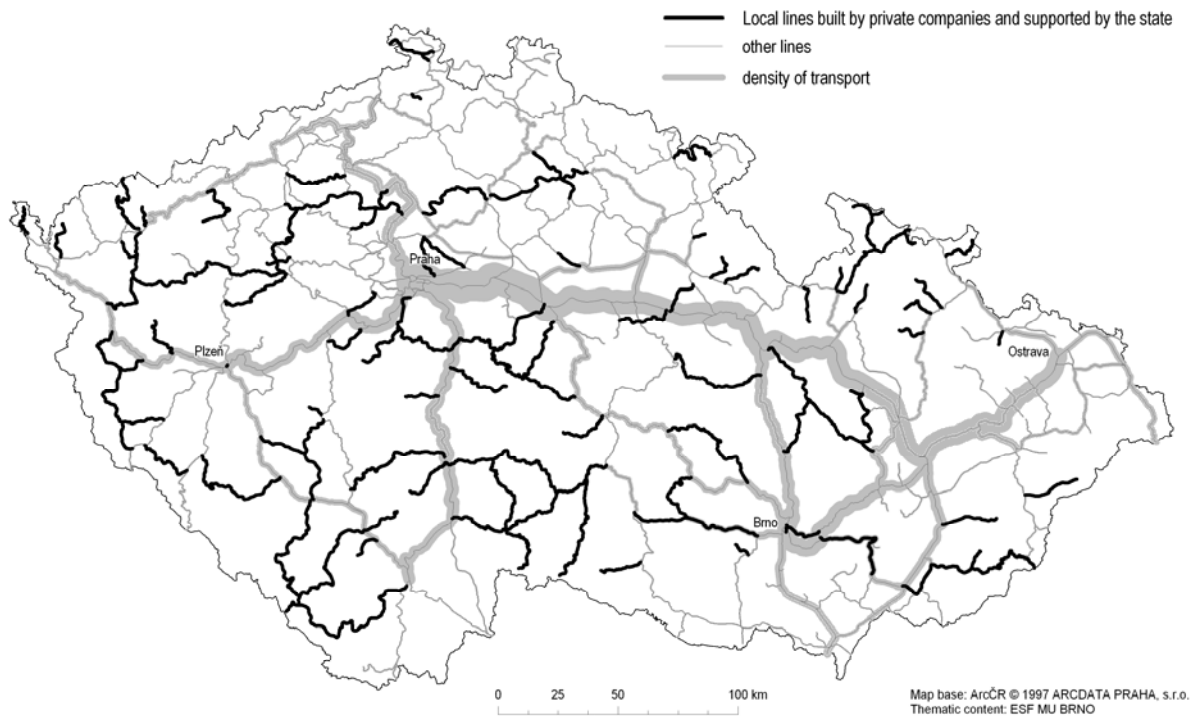 Local lines built by private companies and supported by the state
other lines
density of transport
Praha
Plzeň
Ostrava
Brno
0 25 50 100 km
Map base: ArcČR © 1997 ARCDATA PRAHA, s.r.o.
Thematic content: ESF MU BRNO